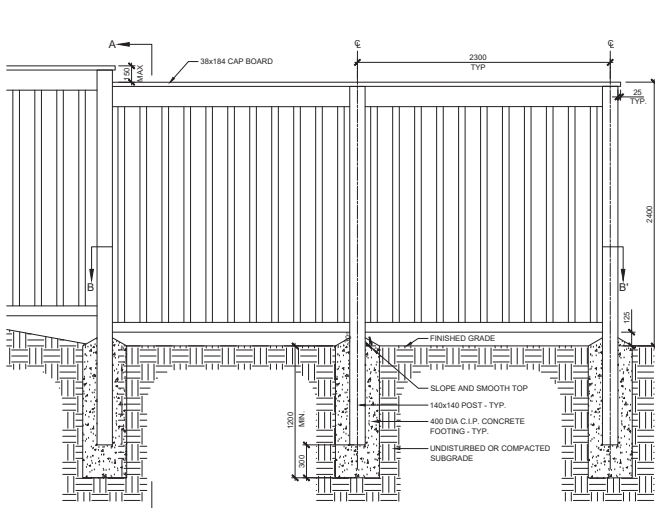 A
150
MAX
38x184 CAP BOARD
℄
2300
TYP
℄
25
TYP.
2400
B
B'
125
FINISHED GRADE
SLOPE AND SMOOTH TOP
1200
MIN.
140x140 POST - TYP.
400 DIA C.I.P. CONCRETE
FOOTING - TYP.
UNDISTURBED OR COMPACTED
SUBGRADE
300